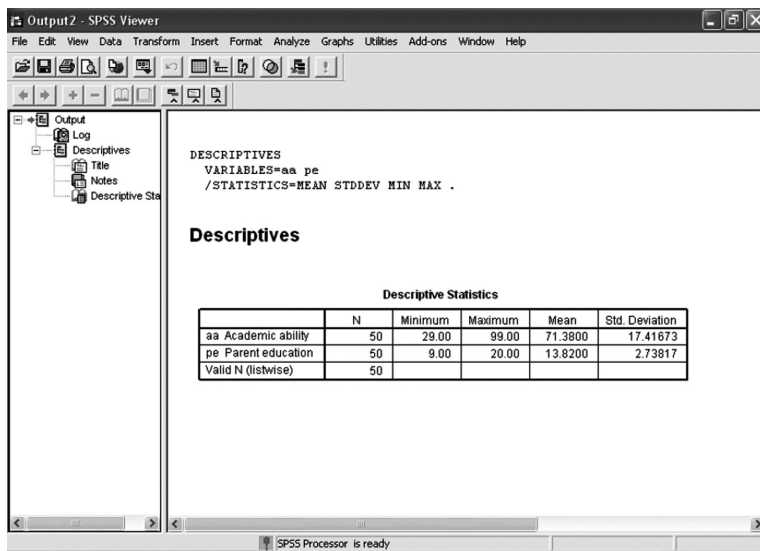 Output2 - SPSS Viewer
File Edit View Data Transform Insert Format Analyze Graphs Utilities Add-ons Window Help
Output
Log
Descriptives
Title
Notes
Descriptive Sta
DESCRIPTIVES
VARIABLES=aa pe
/STATISTICS=MEAN STDDEV MIN MAX .
Descriptives
Descriptive Statistics
N Minimum Maximum Mean Std. Deviation
aa Academic ability 50 29.00 99.00 71.3800 17.41673
pe Parent education 50 9.00 20.00 13.8200 2.73817
Valid N (listwise) 50
SPSS Processor is ready